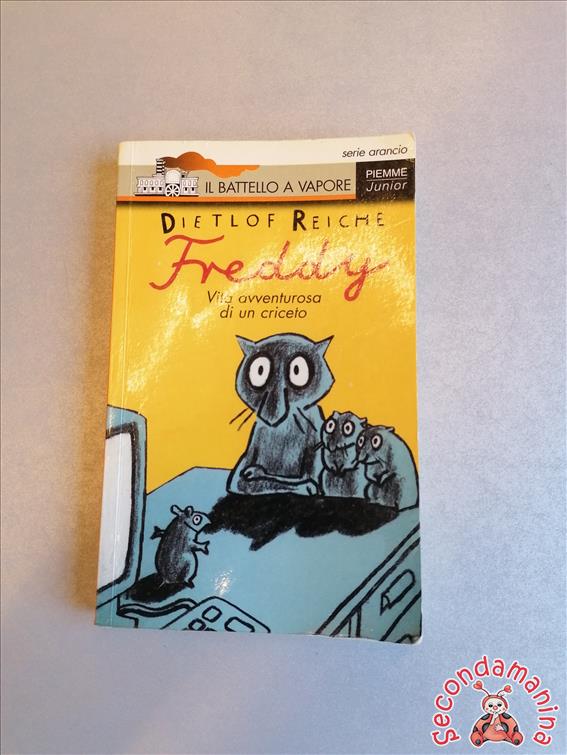 serie arancio
IL BATTELLO A VAPORE
PIEMME
Junior
DIETLOF REICHE
Freddy
Vita avventurosa
di un criceto
Secondamanina